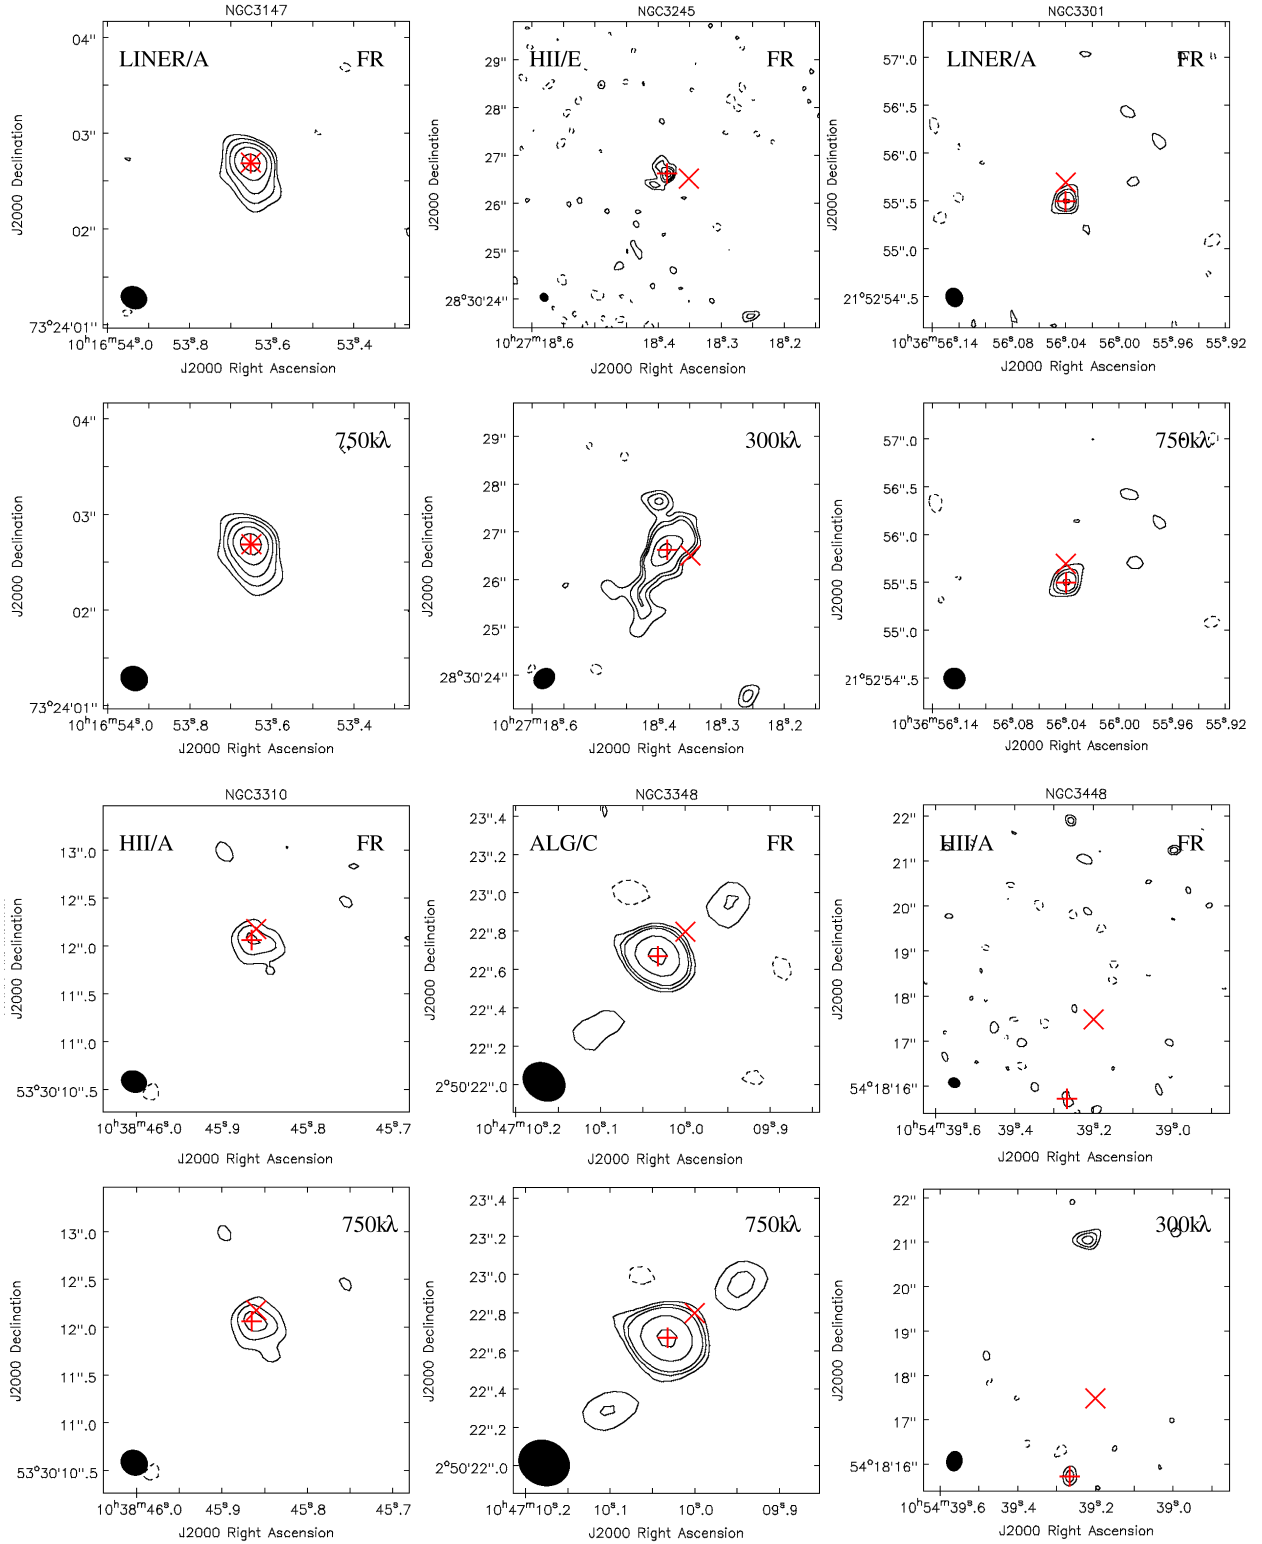 NGC3147
LINER/A FR
04''
03''
02''
73°24'01''
10ʰ16ᵐ54ˢ.0 53ˢ.8 53ˢ.6 53ˢ.4
J2000 Right Ascension
J2000 Declination
NGC3245
HII/E FR
29''
28''
27''
26''
25''
28°30'24''
10ʰ27ᵐ18ˢ.6 18ˢ.4 18ˢ.2
J2000 Right Ascension
J2000 Declination
NGC3301
LINER/A FR
57''.0
56''.5
56''.0
55''.5
55''.0
21°52'54''.5
10ʰ36ᵐ56ˢ.14 56ˢ.08 56ˢ.04 56ˢ.00 55ˢ.96 55ˢ.92
J2000 Right Ascension
J2000 Declination
750kλ
04''
03''
02''
73°24'01''
10ʰ16ᵐ54ˢ.0 53ˢ.8 53ˢ.6 53ˢ.4
J2000 Right Ascension
J2000 Declination
300kλ
29''
28''
27''
26''
25''
28°30'24''
10ʰ27ᵐ18ˢ.6 18ˢ.4 18ˢ.2
J2000 Right Ascension
J2000 Declination
750kλ
57''.0
56''.5
56''.0
55''.5
55''.0
21°52'54''.5
10ʰ36ᵐ56ˢ.14 56ˢ.08 56ˢ.04 56ˢ.00 55ˢ.96 55ˢ.92
J2000 Right Ascension
J2000 Declination
NGC3310
HII/A FR
13''.0
12''.5
12''.0
11''.5
11''.0
53°30'10''.5
10ʰ38ᵐ46ˢ.0 45ˢ.9 45ˢ.8 45ˢ.7
J2000 Right Ascension
J2000 Declination
NGC3348
ALG/C FR
23''.4
23''.2
23''.0
22''.8
22''.6
22''.4
22''.2
2°50'22''.0
10ʰ47ᵐ10ˢ.2 10ˢ.1 10ˢ.0 09ˢ.9
J2000 Right Ascension
J2000 Declination
NGC3448
HII/A FR
22''
21''
20''
19''
18''
17''
54°18'16''
10ʰ54ᵐ39ˢ.6 39ˢ.4 39ˢ.2 39ˢ.0
J2000 Right Ascension
J2000 Declination
750kλ
13''.0
12''.5
12''.0
11''.5
11''.0
53°30'10''.5
10ʰ38ᵐ46ˢ.0 45ˢ.9 45ˢ.8 45ˢ.7
J2000 Right Ascension
J2000 Declination
750kλ
23''.4
23''.2
23''.0
22''.8
22''.6
22''.4
22''.2
2°50'22''.0
10ʰ47ᵐ10ˢ.2 10ˢ.1 10ˢ.0 09ˢ.9
J2000 Right Ascension
J2000 Declination
300kλ
22''
21''
20''
19''
18''
17''
54°18'16''
10ʰ54ᵐ39ˢ.6 39ˢ.4 39ˢ.2 39ˢ.0
J2000 Right Ascension
J2000 Declination